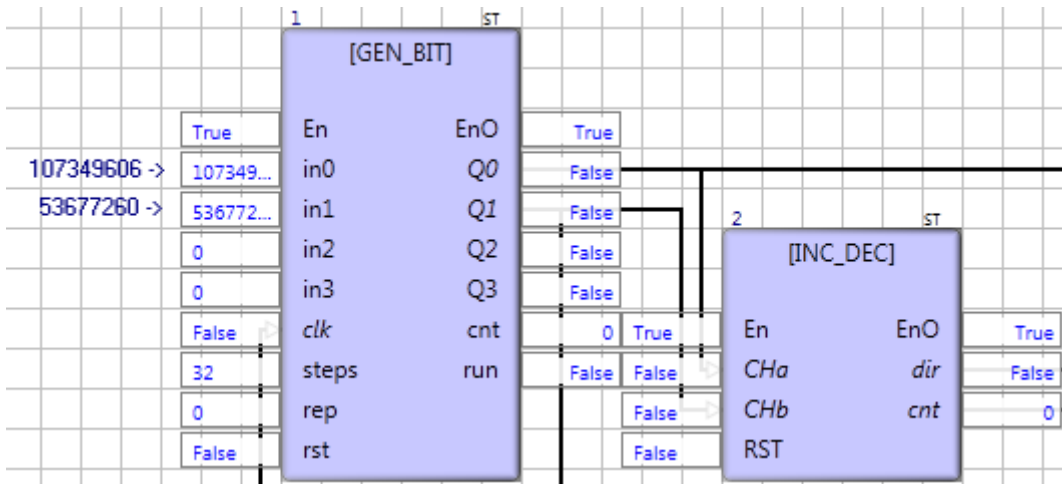 1 ST
[GEN_BIT]
True En EnO True
107349606 -> 107349... in0 Q0 False
53677260 -> 536772... in1 Q1 False
2 ST
0 in2 Q2 False [INC_DEC]
0 in3 Q3 False
False clk cnt 0 True En EnO True
32 steps run False False CHa dir False
0 rep False CHb cnt 0
False rst False RST